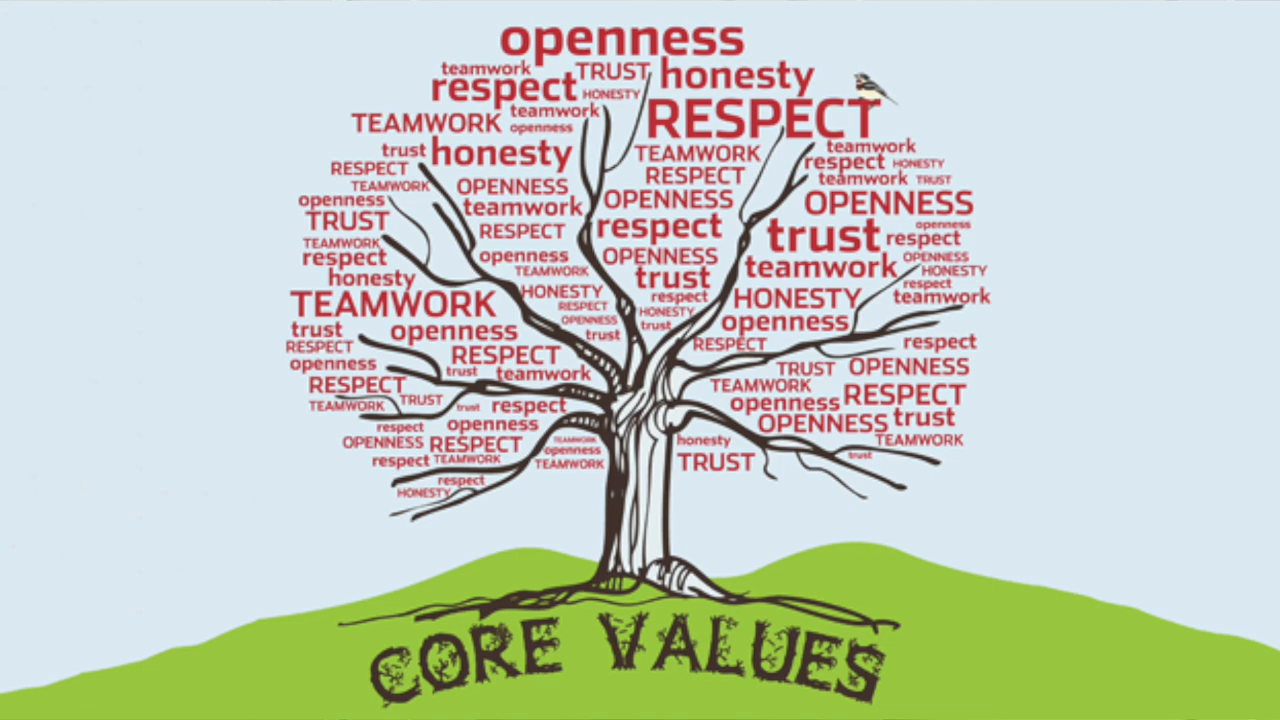 openness
teamwork TRUST honesty
respect HONESTY
teamwork RESPECT
TEAMWORK openness
trust honesty TEAMWORK teamwork
RESPECT RESPECT respect HONESTY
TEAMWORK OPENNESS teamwork TRUST
openness teamwork OPENNESS OPENNESS
TRUST RESPECT respect trust openness
TEAMWORK respect
respect openness OPENNESS teamwork OPENNESS
honesty TEAMWORK trust HONESTY
TEAMWORK HONESTY respect HONESTY respect
RESPECT HONESTY teamwork
trust openness OPENNESS trust trust openness
RESPECT RESPECT RESPECT respect
openness trust teamwork TRUST OPENNESS
RESPECT TEAMWORK RESPECT
TEAMWORK TRUST trust respect openness
respect openness OPENNESS trust
OPENNESS RESPECT TEAMWORK honesty TEAMWORK
respect TEAMWORK openness TRUST trust
respect TEAMWORK
HONESTY
CORE VALUES